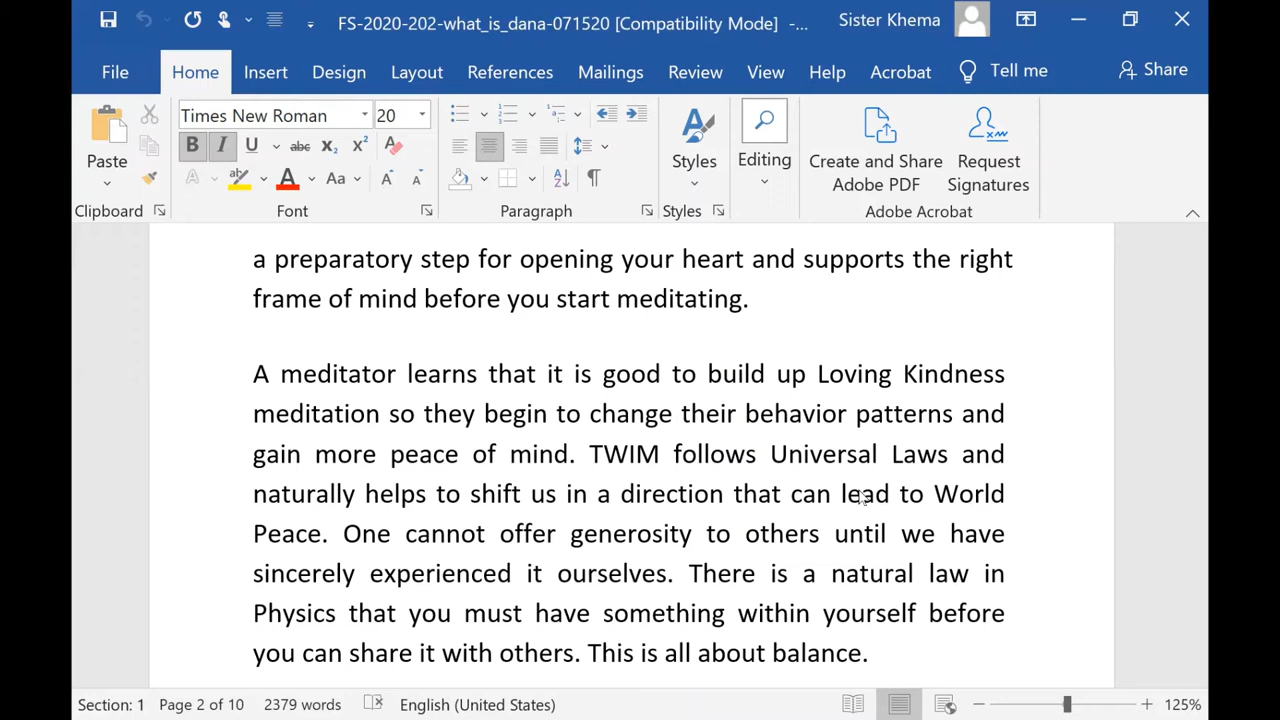 FS-2020-202-what_is_dana-071520 [Compatibility Mode] -... Sister Khema
File Home Insert Design Layout References Mailings Review View Help Acrobat Tell me Share
Times New Roman 20
Paste
B I U abc x₂ x² A
A ab A Aa A A
Styles
Editing
Create and Share Adobe PDF
Request Signatures
Clipboard Font Paragraph Styles Adobe Acrobat
a preparatory step for opening your heart and supports the right
frame of mind before you start meditating.
A meditator learns that it is good to build up Loving Kindness
meditation so they begin to change their behavior patterns and
gain more peace of mind. TWIM follows Universal Laws and
naturally helps to shift us in a direction that can lead to World
Peace. One cannot offer generosity to others until we have
sincerely experienced it ourselves. There is a natural law in
Physics that you must have something within yourself before
you can share it with others. This is all about balance.
Section: 1 Page 2 of 10 2379 words English (United States) 125%